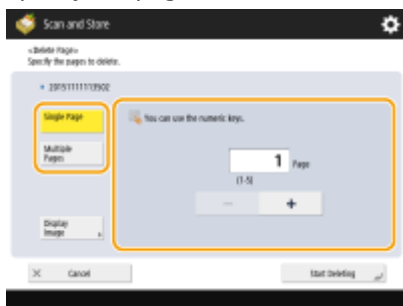 Scan and Store
<Delete Page>
Specify the pages to delete.
Single Page
You can use the numeric keys.
Multiple
Pages
1 Page
(1-5)
− +
Display
Image
× Cancel
Start Deleting